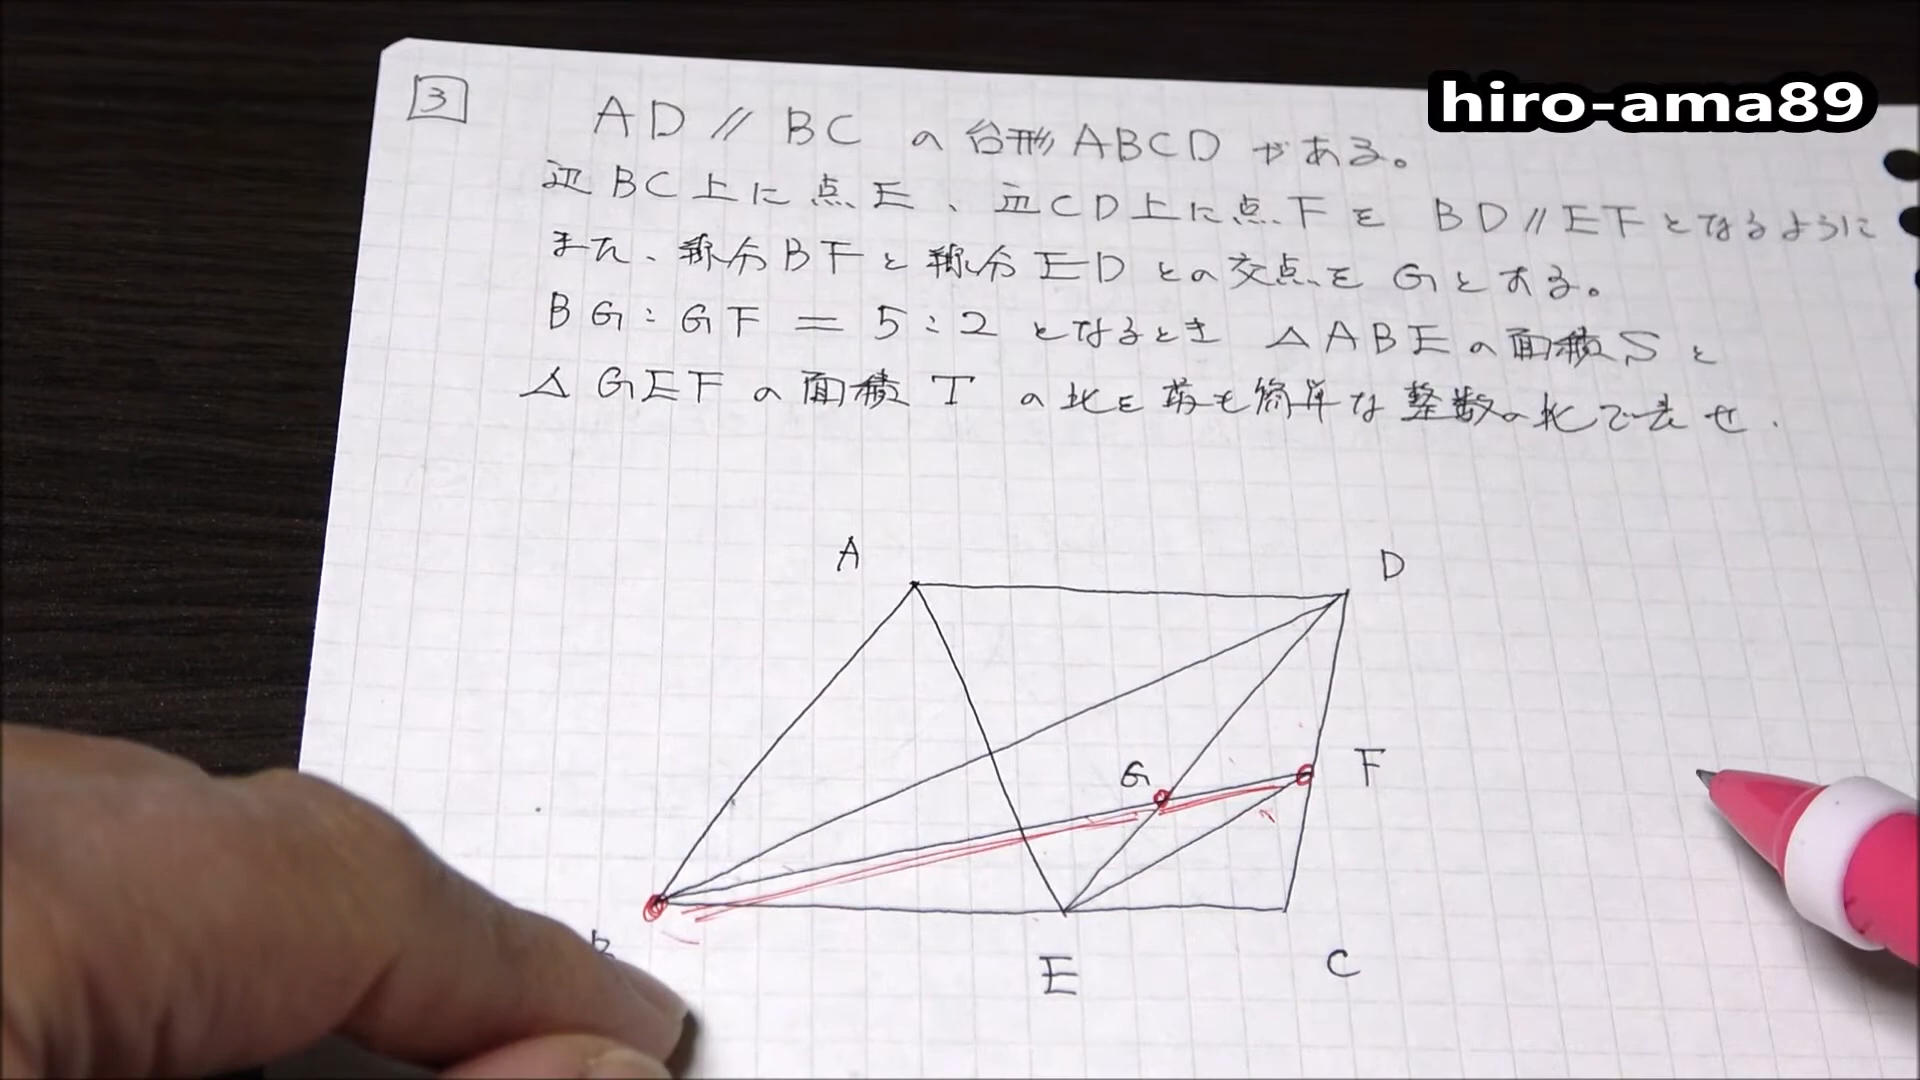 hiro-ama89
3
AD // BC の台形ABCD がある。
辺BC上に点E、辺CD上に点Fを BD//EFとなるように
また、線分BFと線分EDとの交点をGとする。
BG:GF=5:2 となるとき △ABEの面積Sと
△GEFの面積Tの比を最も簡単な整数の比で表せ.
A
D
G
F
B
E
C